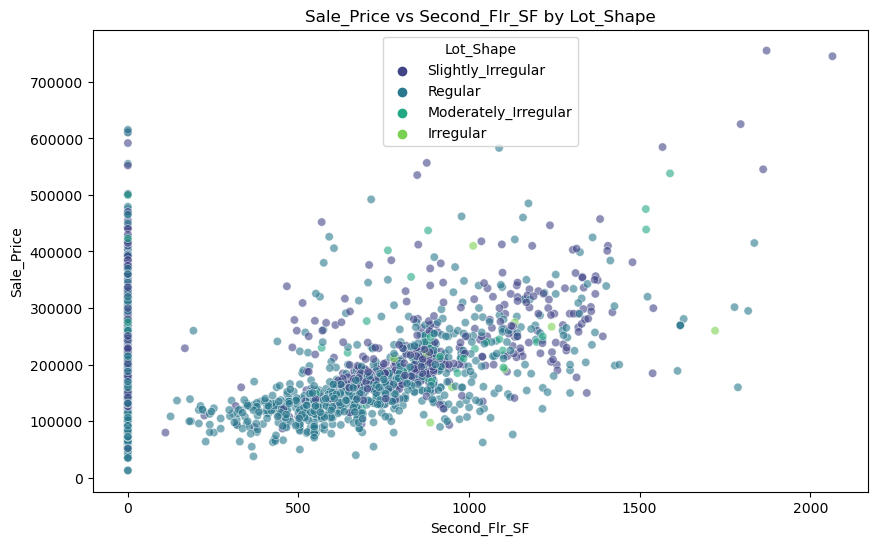 Sale_Price vs Second_Flr_SF by Lot_Shape
Lot_Shape
Slightly_Irregular
Regular
Moderately_Irregular
Irregular
Sale_Price
700000
600000
500000
400000
300000
200000
100000
0
0 500 1000 1500 2000
Second_Flr_SF